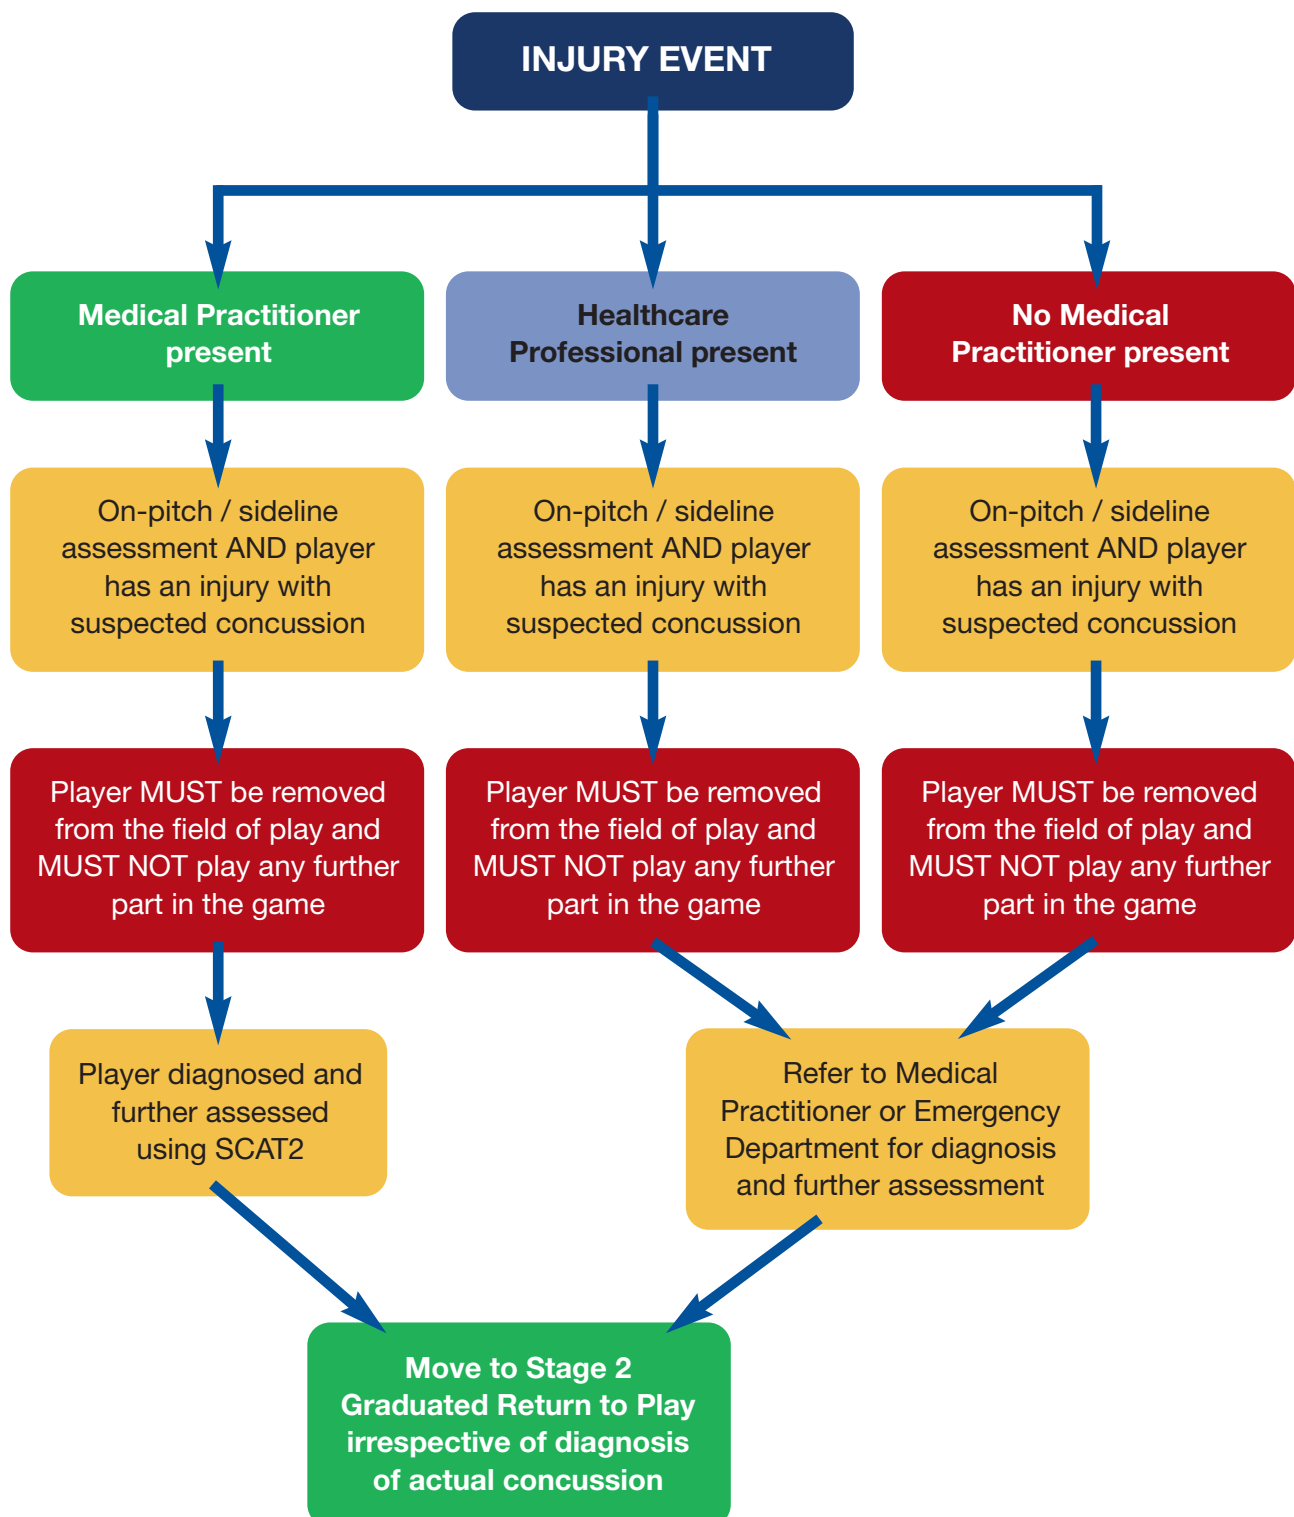 INJURY EVENT
Medical Practitioner
present
Healthcare
Professional present
No Medical
Practitioner present
On-pitch / sideline
assessment AND player
has an injury with
suspected concussion
On-pitch / sideline
assessment AND player
has an injury with
suspected concussion
On-pitch / sideline
assessment AND player
has an injury with
suspected concussion
Player MUST be removed
from the field of play and
MUST NOT play any further
part in the game
Player MUST be removed
from the field of play and
MUST NOT play any further
part in the game
Player MUST be removed
from the field of play and
MUST NOT play any further
part in the game
Player diagnosed and
further assessed
using SCAT2
Refer to Medical
Practitioner or Emergency
Department for diagnosis
and further assessment
Move to Stage 2
Graduated Return to Play
irrespective of diagnosis
of actual concussion